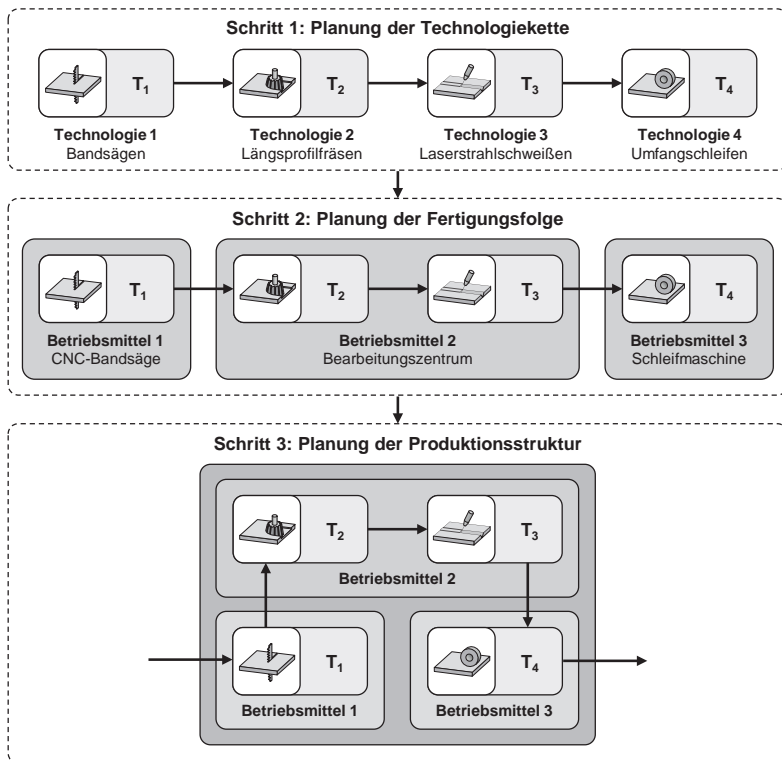 Schritt 1: Planung der Technologiekette
T1
T2
T3
T4
Technologie 1
Bandsägen
Technologie 2
Längsprofilfräsen
Technologie 3
Laserstrahlschweißen
Technologie 4
Umfangschleifen
Schritt 2: Planung der Fertigungsfolge
T1
T2
T3
T4
Betriebsmittel 1
CNC-Bandsäge
Betriebsmittel 2
Bearbeitungszentrum
Betriebsmittel 3
Schleifmaschine
Schritt 3: Planung der Produktionsstruktur
T2
T3
Betriebsmittel 2
T1
T4
Betriebsmittel 1
Betriebsmittel 3